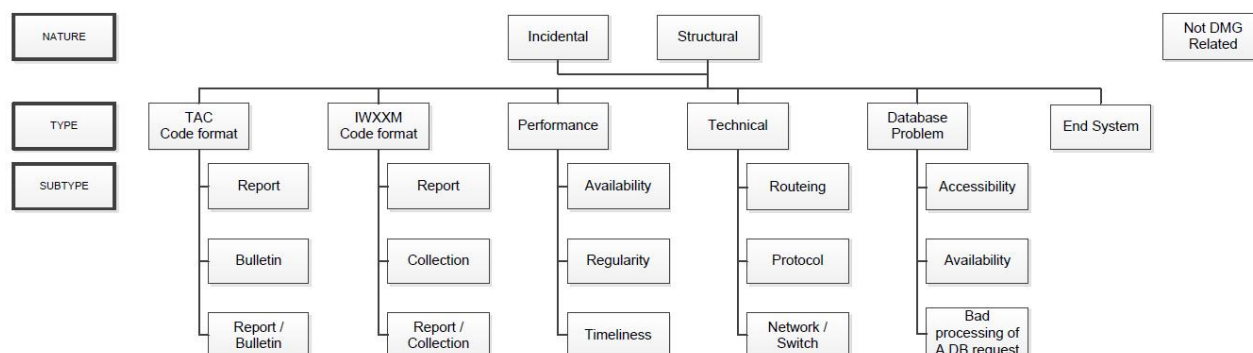 NATURE
Incidental
Structural
Not DMG
Related
TYPE
TAC
Code format
IWXXM
Code format
Performance
Technical
Database
Problem
End System
SUBTYPE
Report
Report
Availability
Routeing
Accessibility
Bulletin
Collection
Regularity
Protocol
Availability
Report /
Bulletin
Report /
Collection
Timeliness
Network /
Switch
Bad
processing of
A DB request